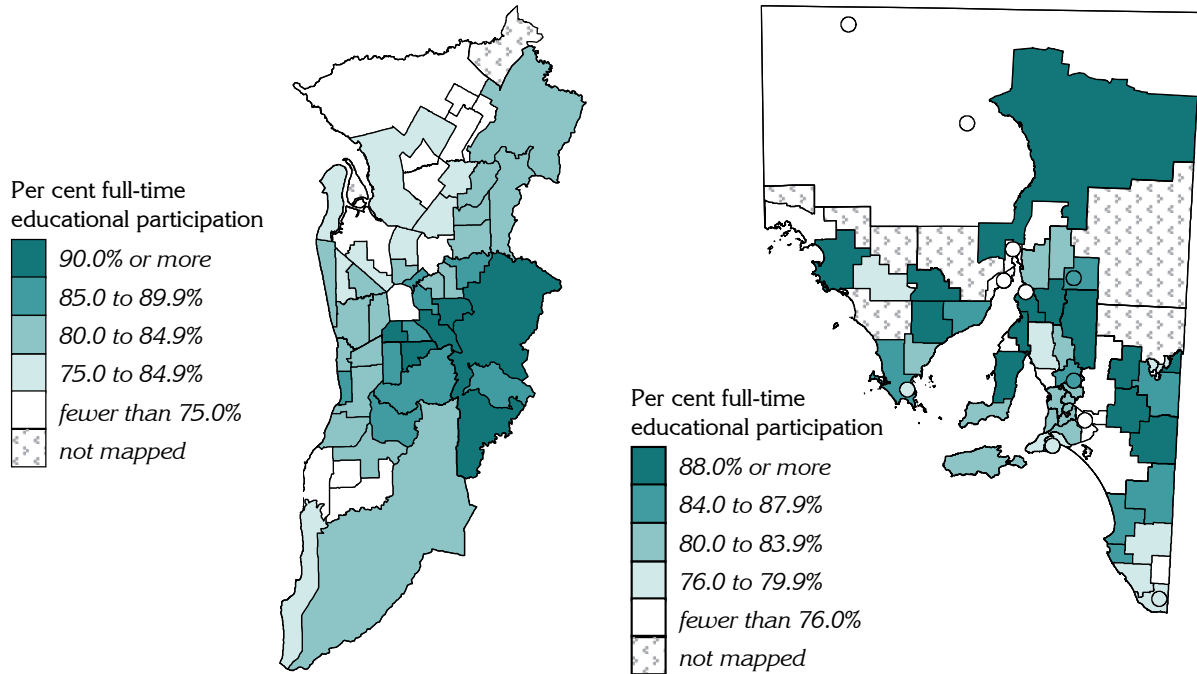 Per cent full-time
educational participation
90.0% or more
85.0 to 89.9%
80.0 to 84.9%
75.0 to 84.9%
fewer than 75.0%
not mapped
Per cent full-time
educational participation
88.0% or more
84.0 to 87.9%
80.0 to 83.9%
76.0 to 79.9%
fewer than 76.0%
not mapped